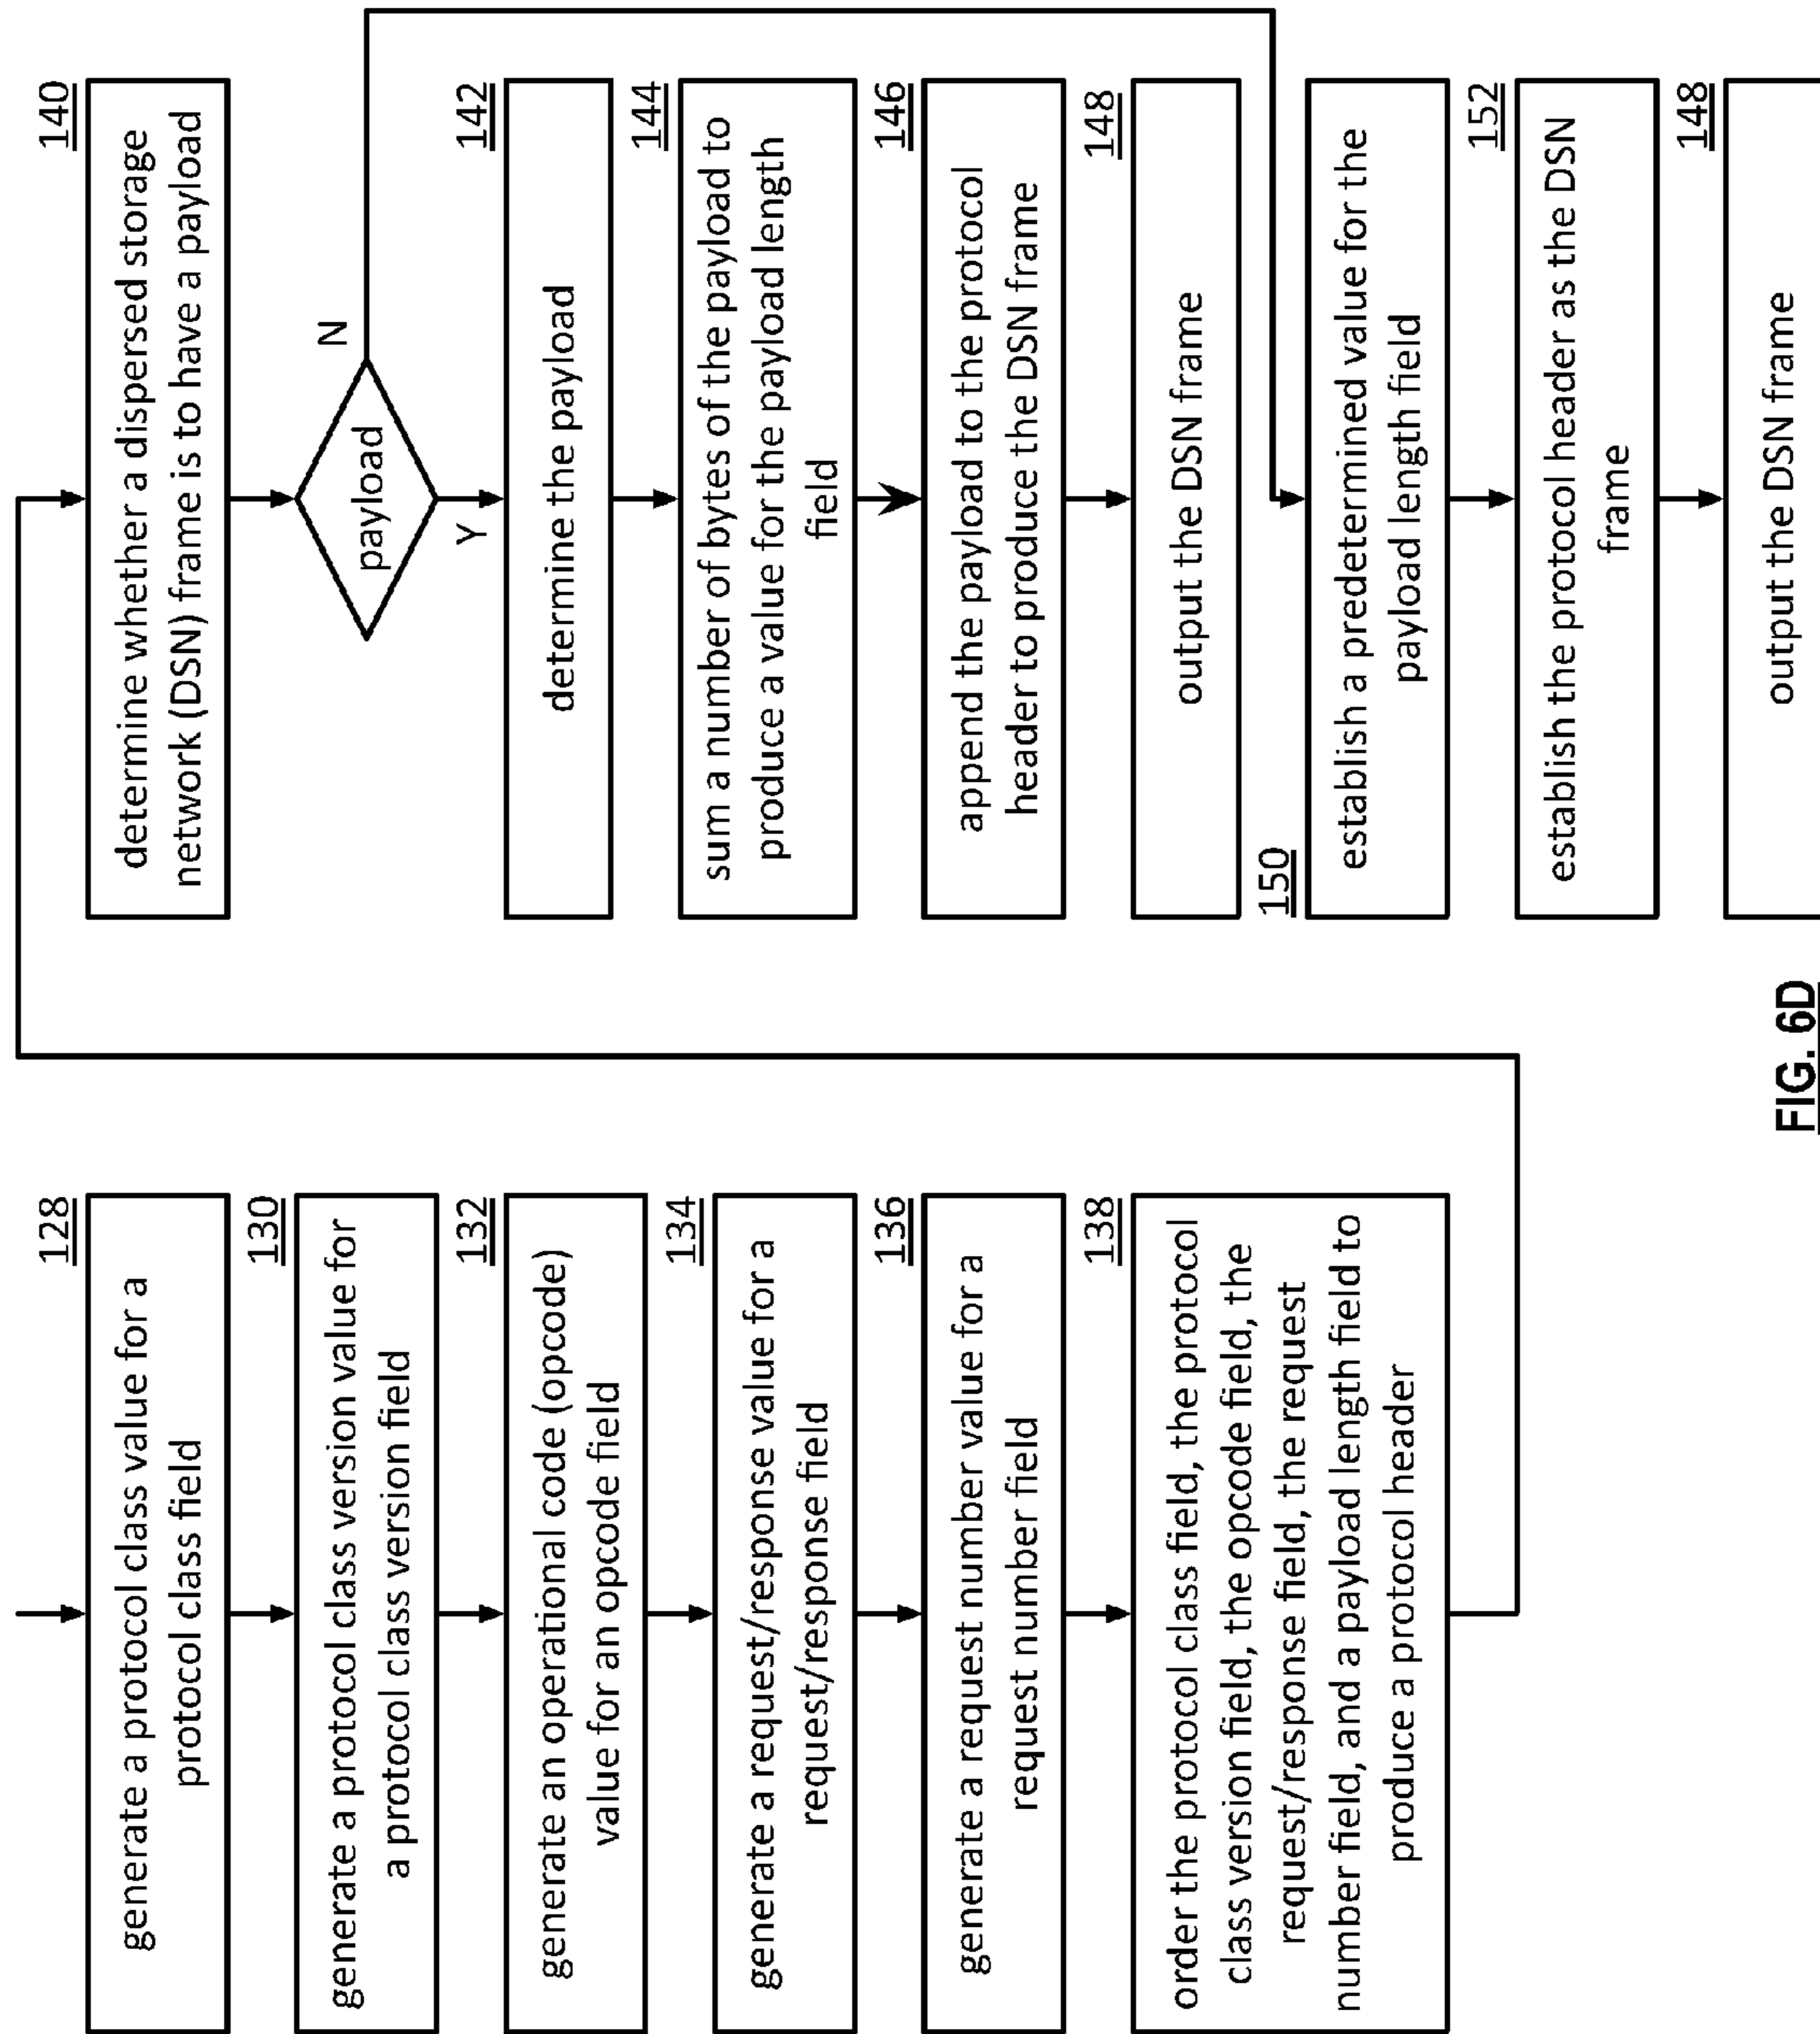 128
generate a protocol class value for a
protocol class field
130
generate a protocol class version value for
a protocol class version field
132
generate an operational code (opcode)
value for an opcode field
134
generate a request/response value for a
request/response field
136
generate a request number value for a
request number field
138
order the protocol class field, the protocol
class version field, the opcode field, the
request/response field, the request
number field, and a payload length field to
produce a protocol header
140
determine whether a dispersed storage
network (DSN) frame is to have a payload
payload
N
Y
142
determine the payload
144
sum a number of bytes of the payload to
produce a value for the payload length
field
146
append the payload to the protocol
header to produce the DSN frame
148
output the DSN frame
150
establish a predetermined value for the
payload length field
152
establish the protocol header as the DSN
frame
148
output the DSN frame
FIG. 6D